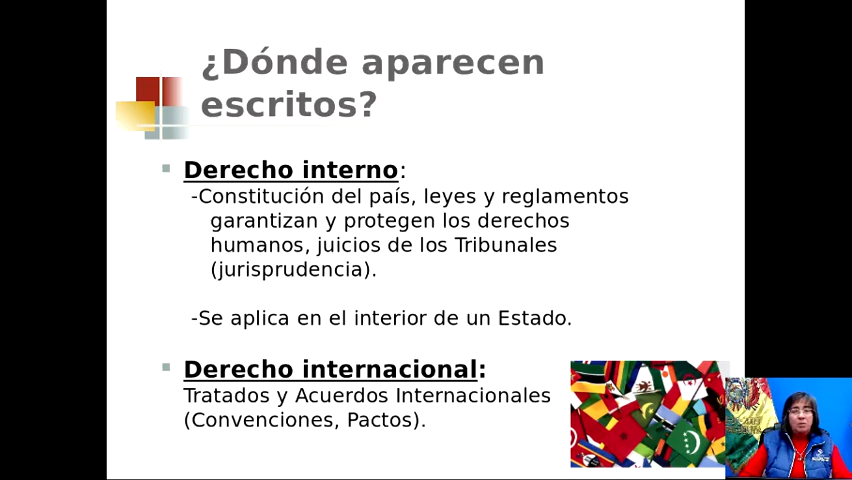 ¿Dónde aparecen
escritos?
Derecho interno:
-Constitución del país, leyes y reglamentos
garantizan y protegen los derechos
humanos, juicios de los Tribunales
(jurisprudencia).
-Se aplica en el interior de un Estado.
Derecho internacional:
Tratados y Acuerdos Internacionales
(Convenciones, Pactos).